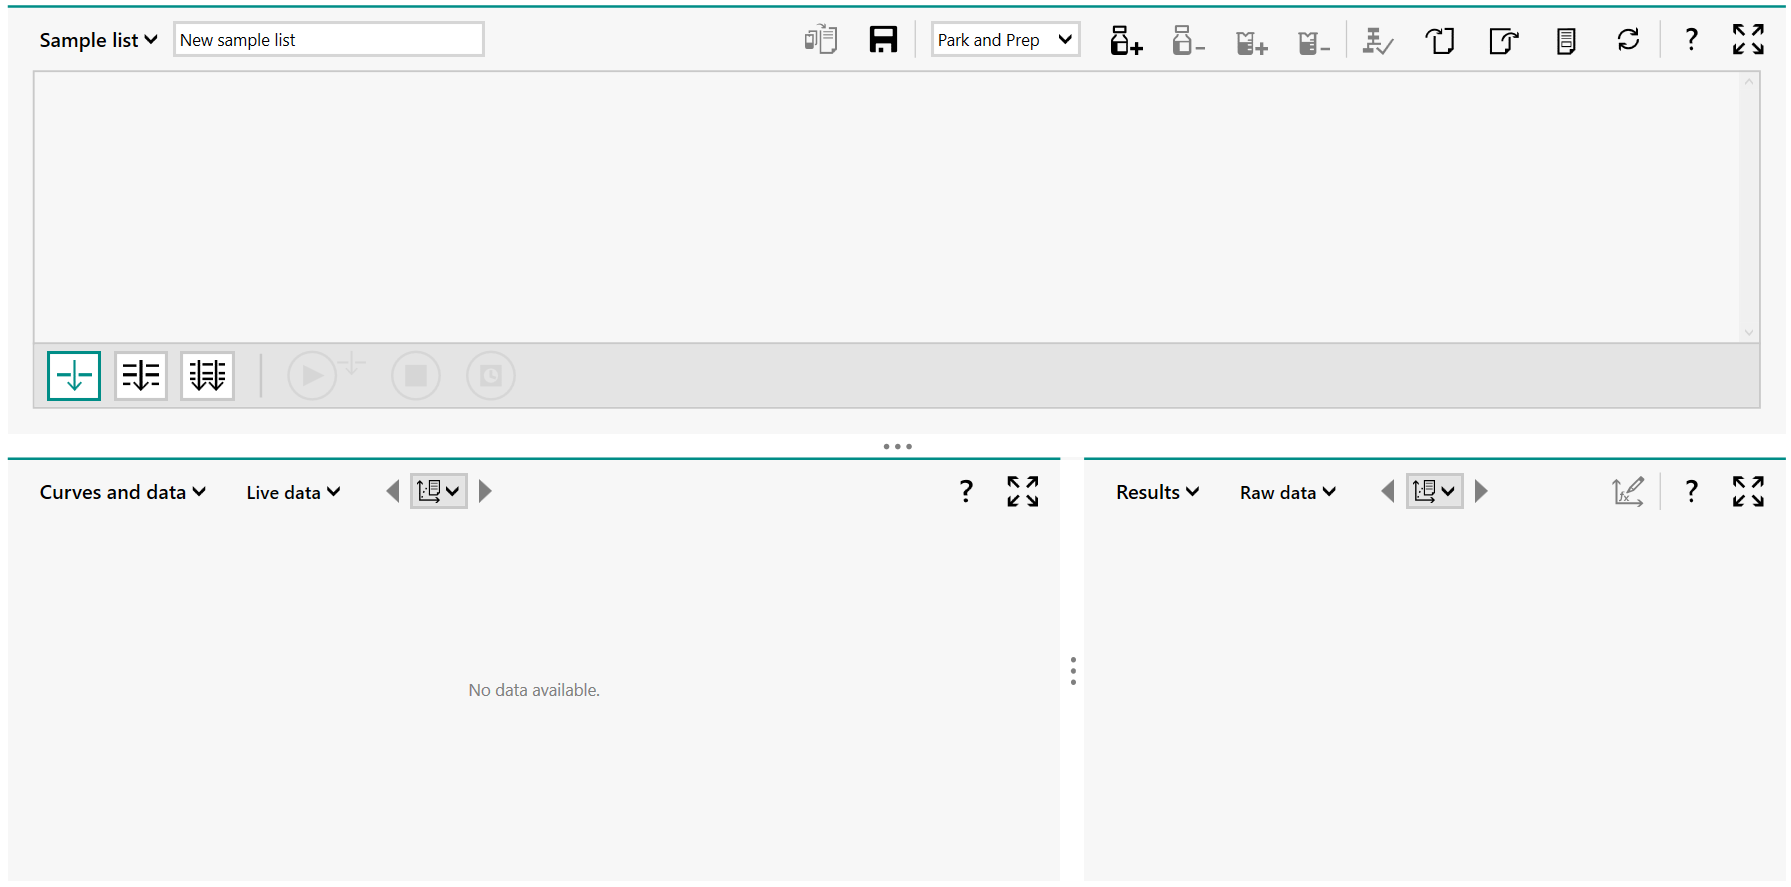 Sample list
New sample list
Park and Prep
?
Curves and data
Live data
?
Results
Raw data
fx
?
No data available.